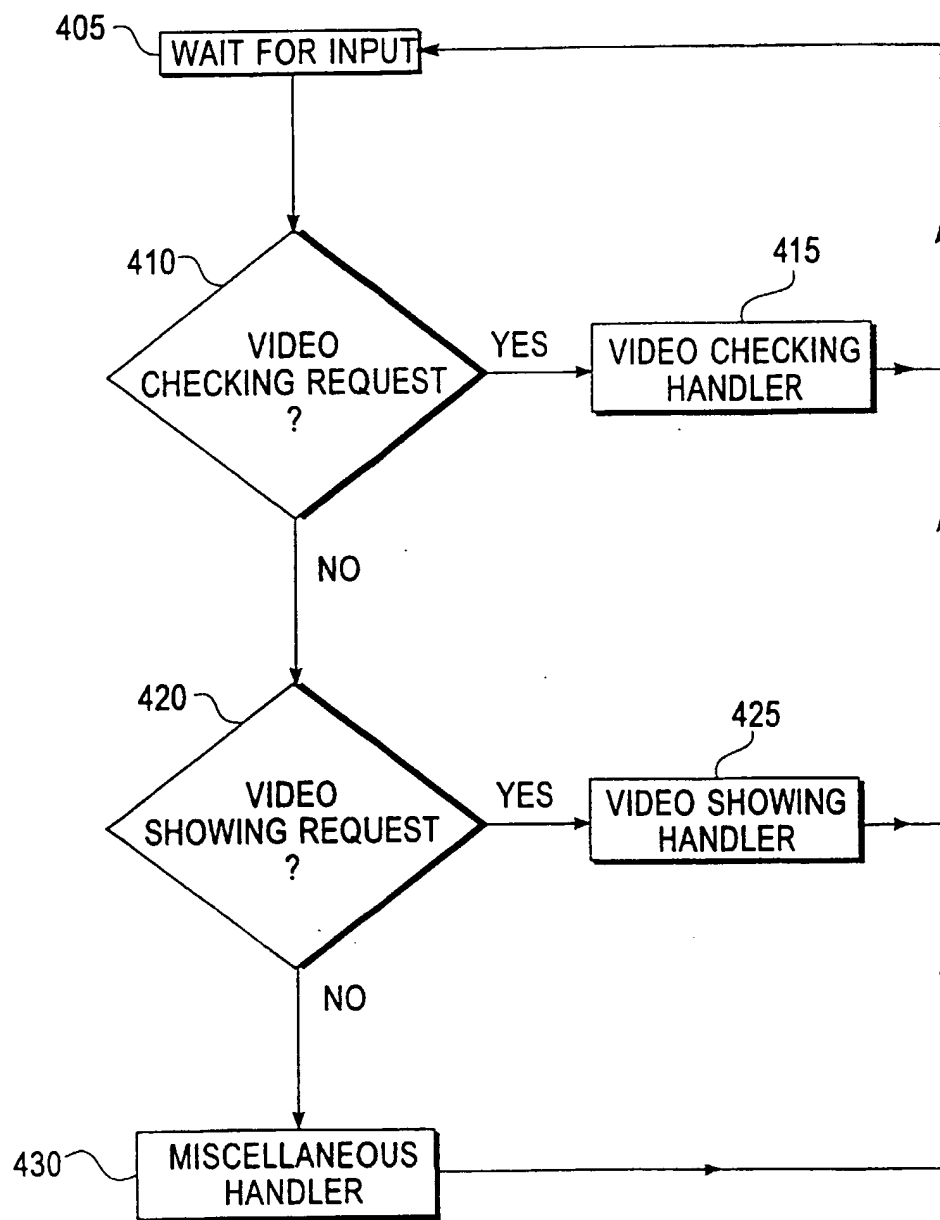 405
WAIT FOR INPUT
410
VIDEO
CHECKING REQUEST
?
YES
415
VIDEO CHECKING
HANDLER
NO
420
VIDEO
SHOWING REQUEST
?
YES
425
VIDEO SHOWING
HANDLER
NO
430
MISCELLANEOUS
HANDLER